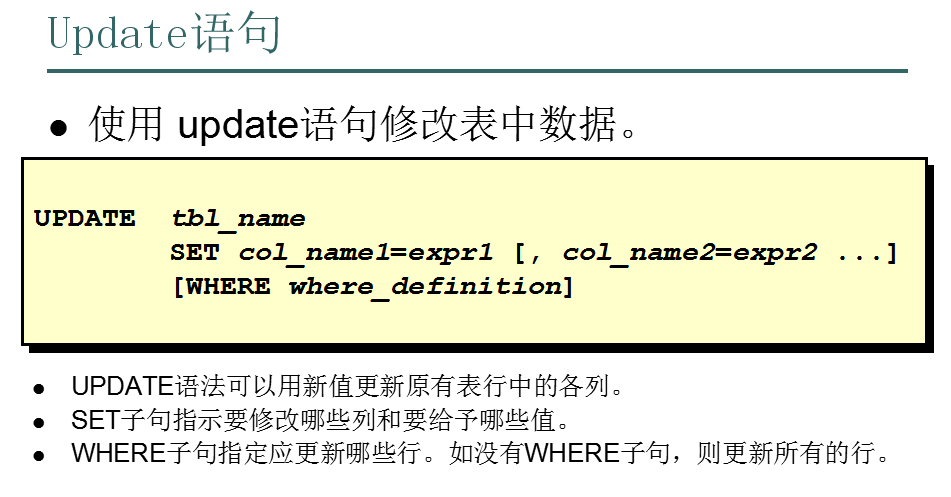 Update语句
● 使用 update语句修改表中数据。
UPDATE tbl_name
SET col_name1=expr1 [, col_name2=expr2 ...]
[WHERE where_definition]
● UPDATE语法可以用新值更新原有表行中的各列。
● SET子句指示要修改哪些列和要给予哪些值。
● WHERE子句指定应更新哪些行。如没有WHERE子句，则更新所有的行。